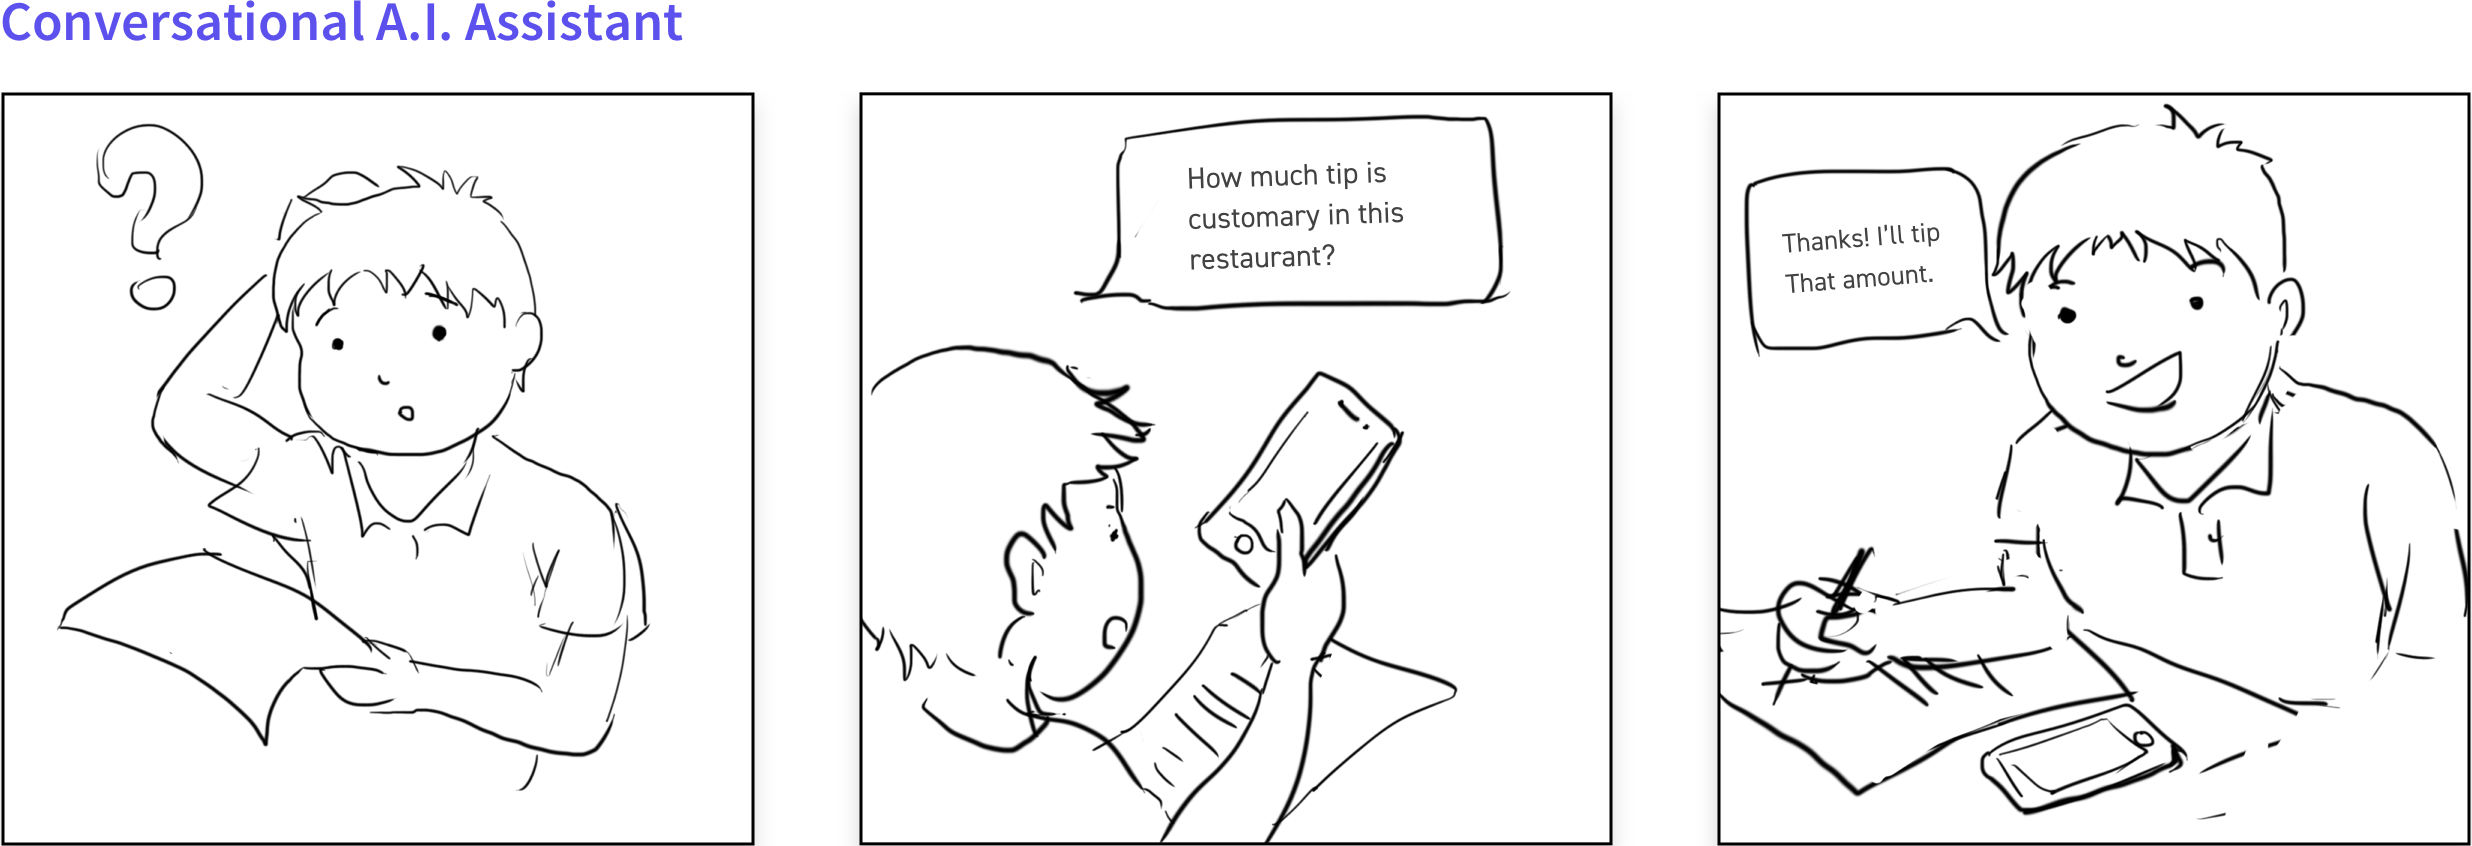 Conversational A.I. Assistant
How much tip is
customary in this
restaurant?
Thanks! I'll tip
That amount.